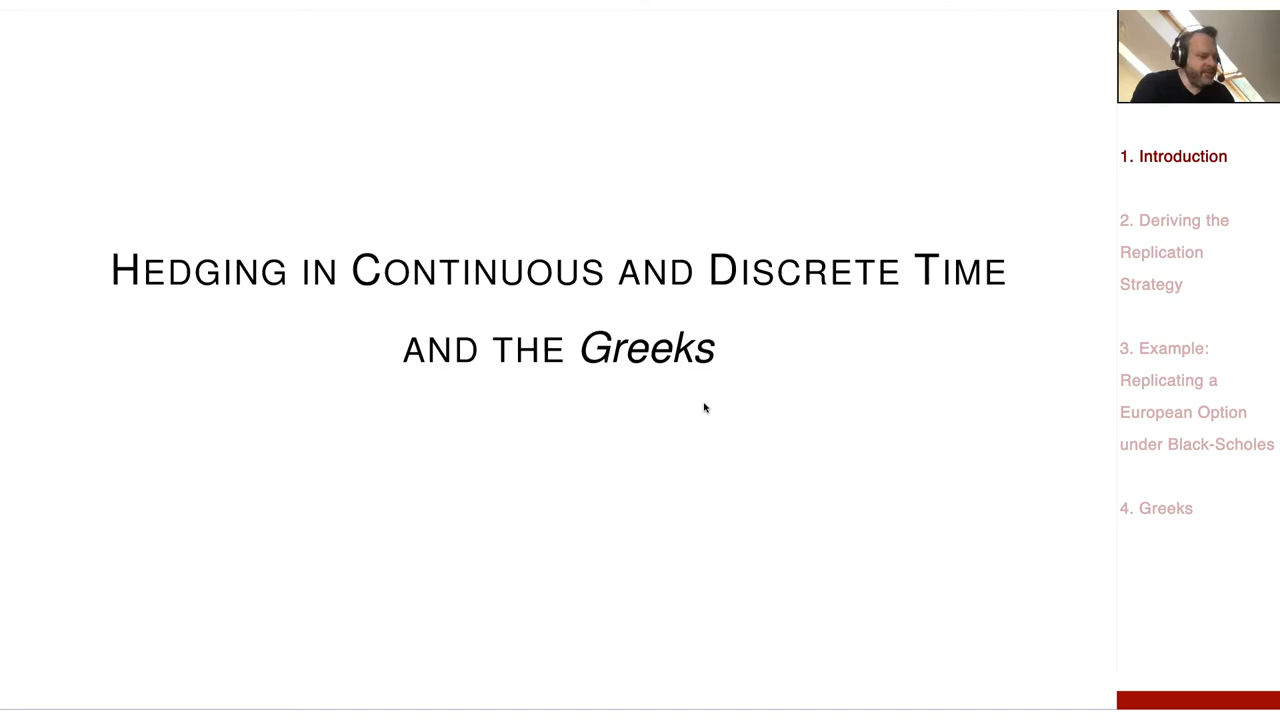 HEDGING IN CONTINUOUS AND DISCRETE TIME
AND THE Greeks
1. Introduction
2. Deriving the
Replication
Strategy
3. Example:
Replicating a
European Option
under Black-Scholes
4. Greeks